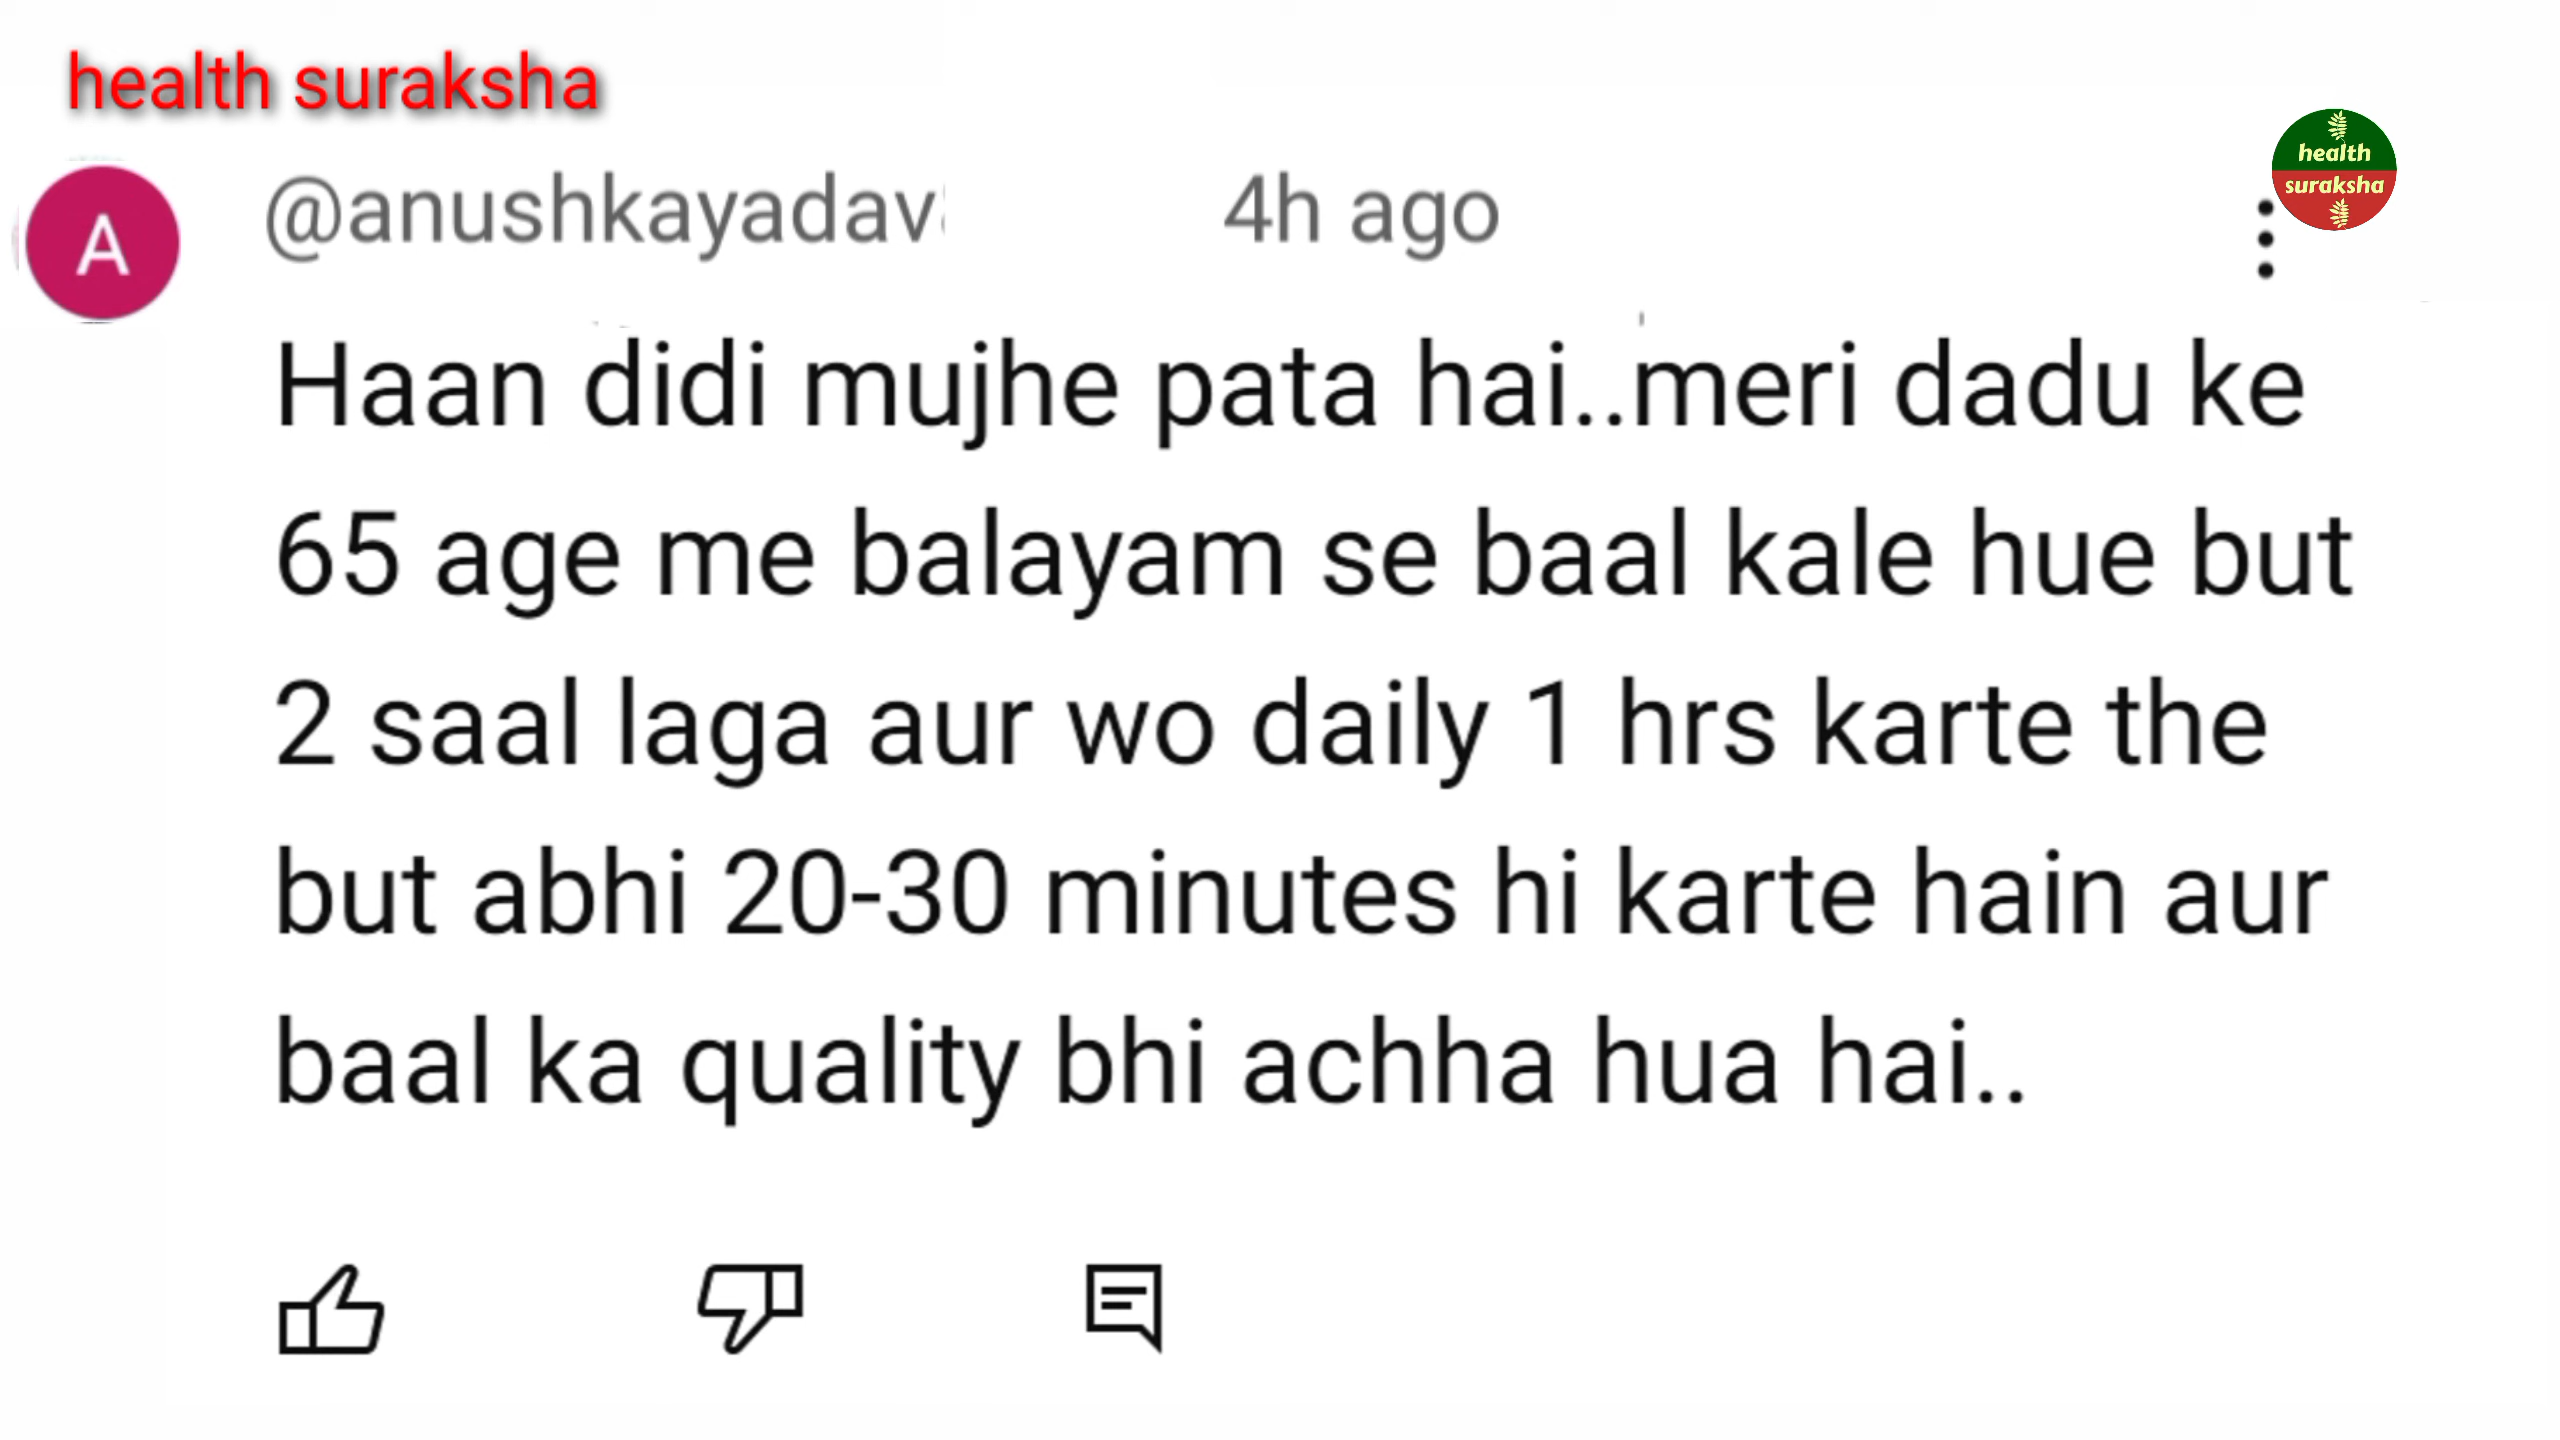 health suraksha
health
suraksha
@anushkayadav
4h ago
A
Haan didi mujhe pata hai..meri dadu ke
65 age me balayam se baal kale hue but
2 saal laga aur wo daily 1 hrs karte the
but abhi 20-30 minutes hi karte hain aur
baal ka quality bhi achha hua hai..